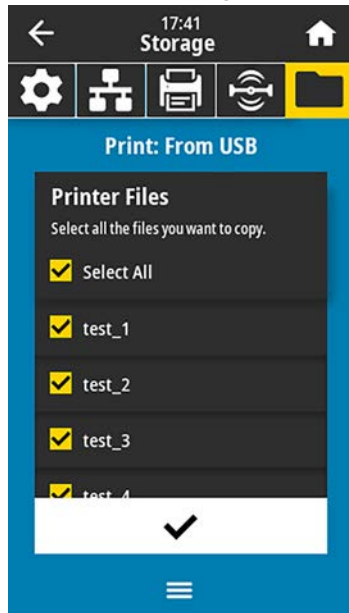 17:41
Storage
Print: From USB
Printer Files
Select all the files you want to copy.
Select All
test_1
test_2
test_3
test_4